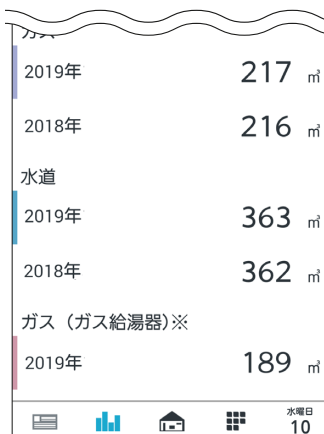 ガス
2019年 217 ㎥
2018年 216 ㎥
水道
2019年 363 ㎥
2018年 362 ㎥
ガス（ガス給湯器)※
2019年 189 ㎥
水曜日
10